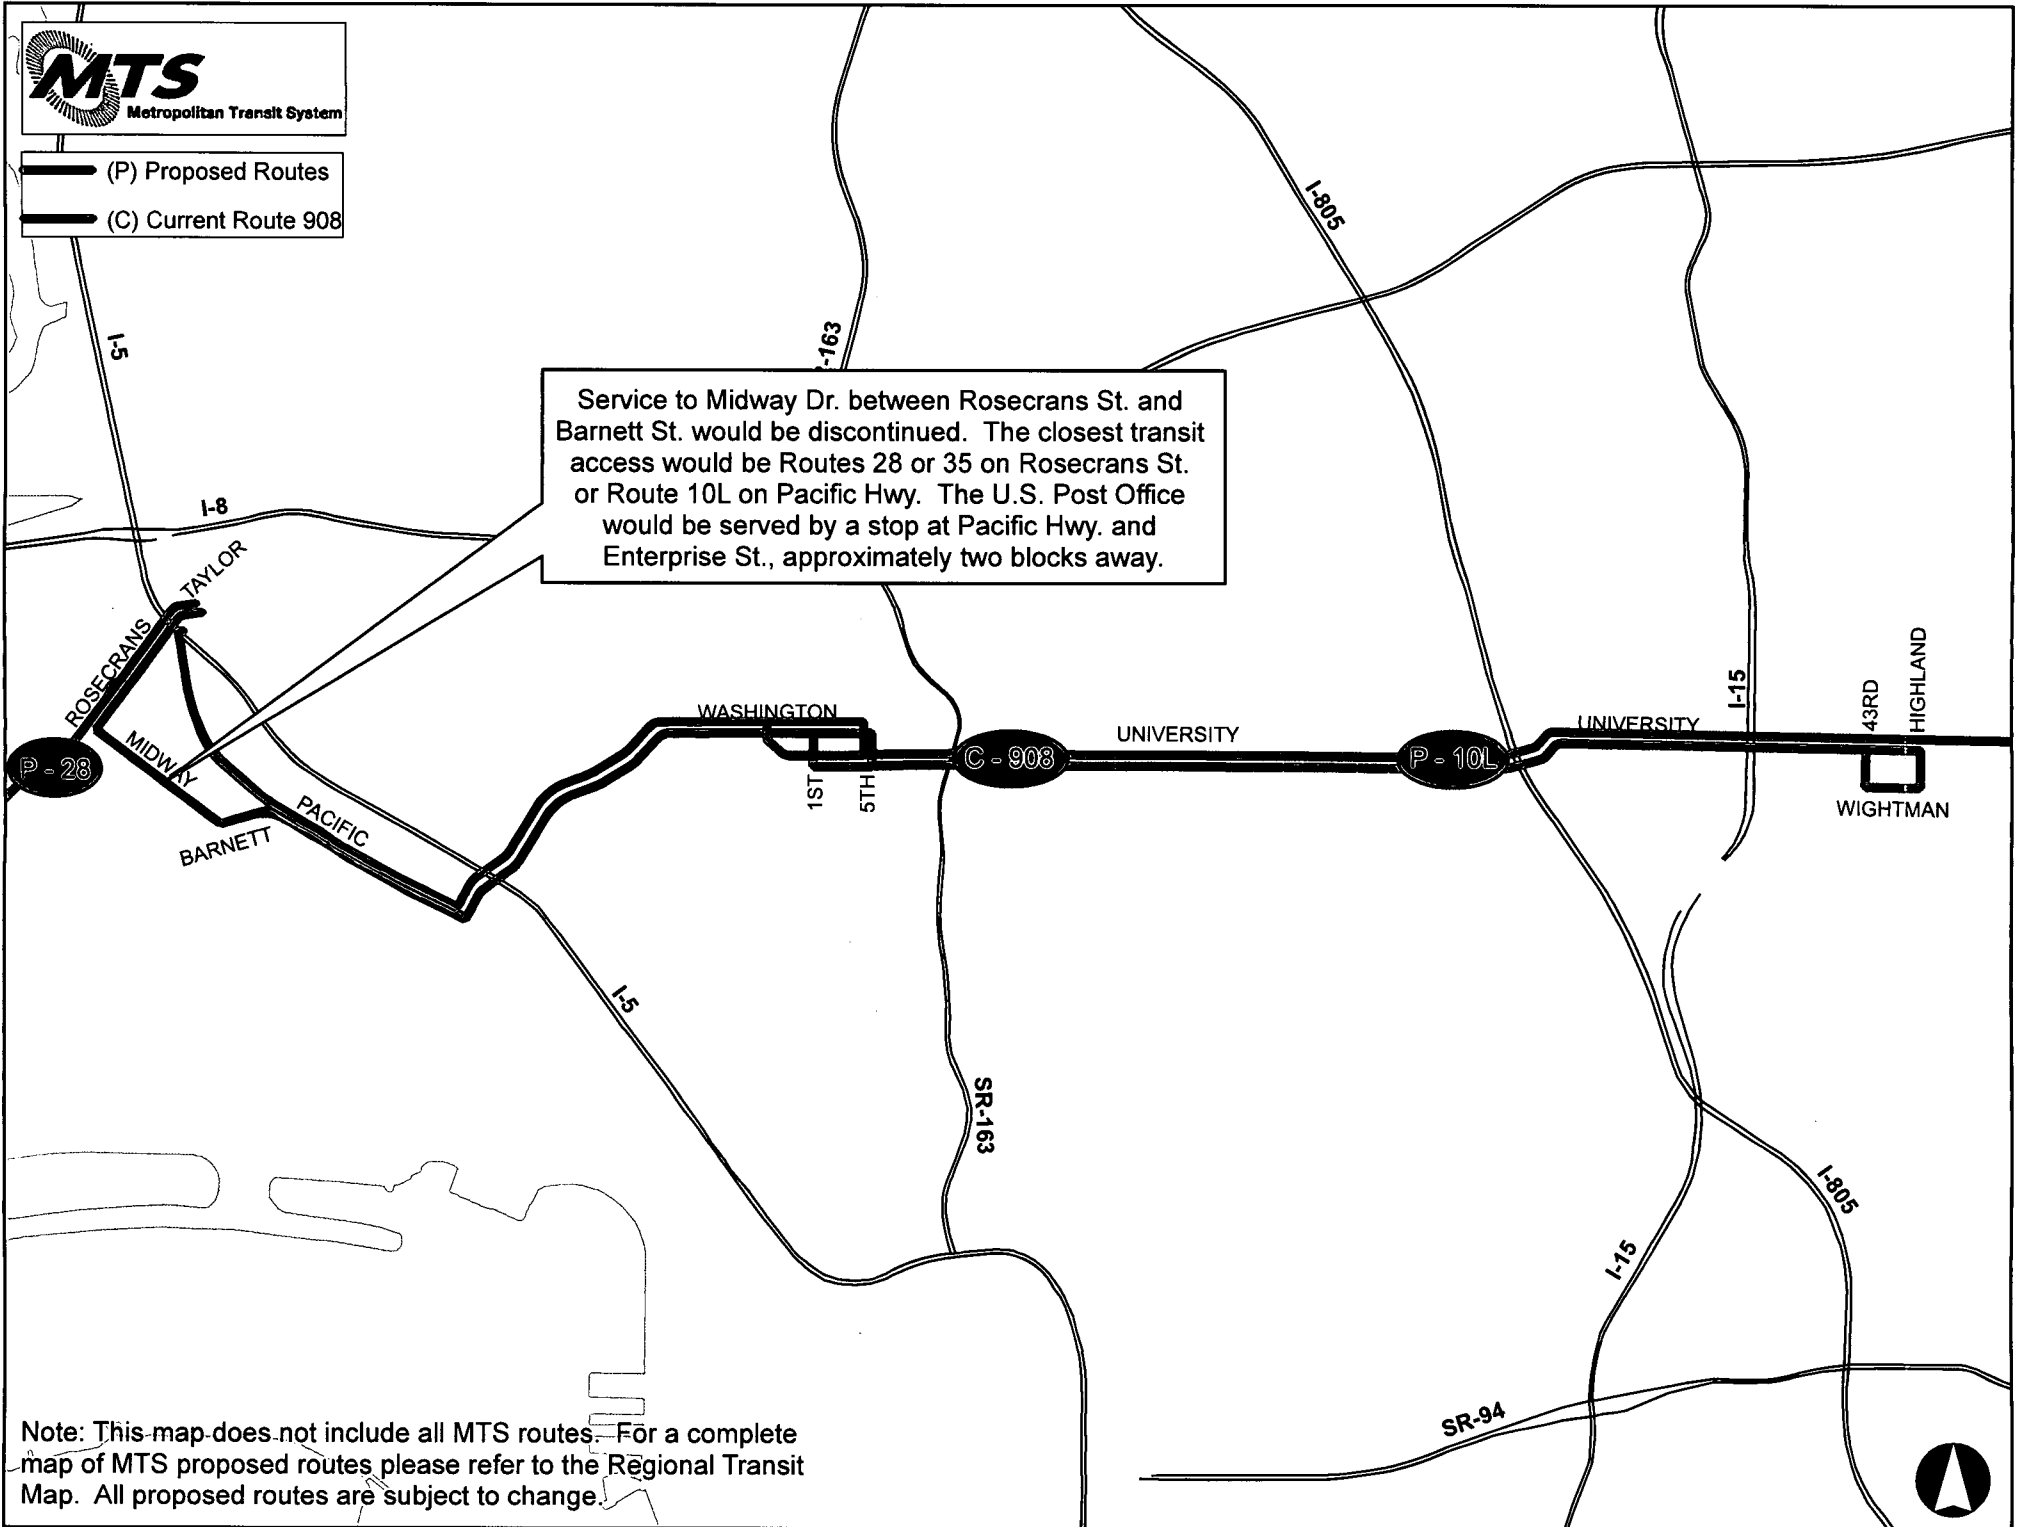 MTS
Metropolitan Transit System
(P) Proposed Routes
(C) Current Route 908
I-805
I-5
-163
Service to Midway Dr. between Rosecrans St. and
Barnett St. would be discontinued.  The closest transit
access would be Routes 28 or 35 on Rosecrans St.
or Route 10L on Pacific Hwy.  The U.S. Post Office
would be served by a stop at Pacific Hwy. and
Enterprise St., approximately two blocks away.
I-8
TAYLOR
ROSECRANS
MIDWAY
P - 28
BARNETT
PACIFIC
WASHINGTON
1ST
5TH
C - 908
UNIVERSITY
P - 10L
UNIVERSITY
I-15
43RD
HIGHLAND
WIGHTMAN
I-5
SR-163
I-805
I-15
SR-94
Note: This map does not include all MTS routes.  For a complete
map of MTS proposed routes please refer to the Regional Transit
Map.  All proposed routes are subject to change.